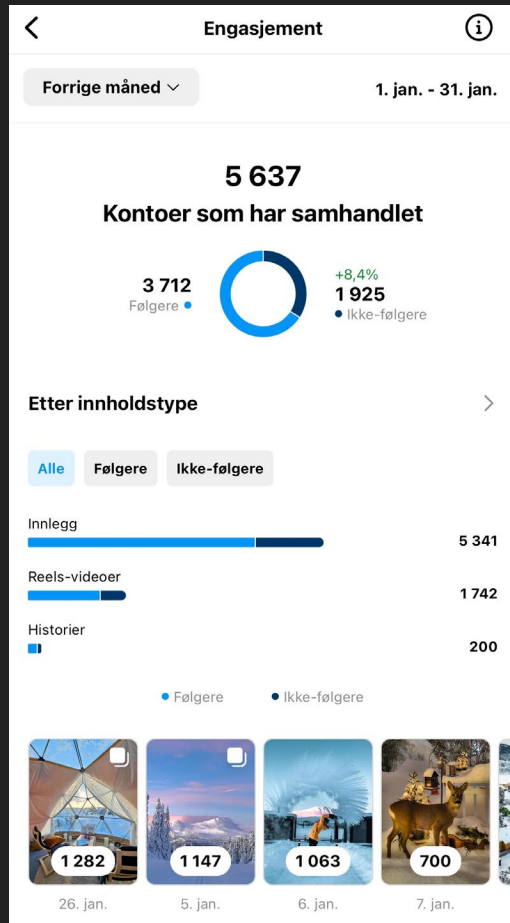 Engasjement
Forrige måned
1. jan. - 31. jan.
5 637
Kontoer som har samhandlet
3 712
Følgere
+8,4%
1 925
Ikke-følgere
Etter innholdstype
Alle
Følgere
Ikke-følgere
Innlegg
5 341
Reels-videoer
1 742
Historier
200
Følgere
Ikke-følgere
1 282
1 147
1 063
700
26. jan.
5. jan.
6. jan.
7. jan.